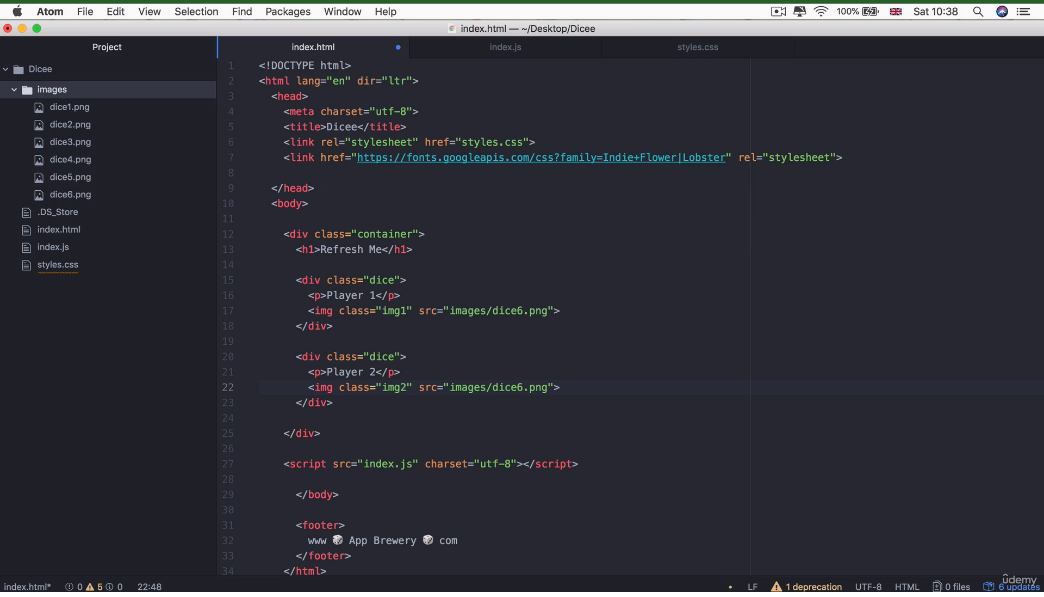 Atom File Edit View Selection Find Packages Window Help 100% Sat 10:38
index.html — ~/Desktop/Dicee
Project
index.html index.js styles.css
Dicee
images
dice1.png
dice2.png
dice3.png
dice4.png
dice5.png
dice6.png
.DS_Store
index.html
index.js
styles.css
1 <!DOCTYPE html>
2 <html lang="en" dir="ltr">
3 <head>
4 <meta charset="utf-8">
5 <title>Dicee</title>
6 <link rel="stylesheet" href="styles.css">
7 <link href="https://fonts.googleapis.com/css?family=Indie+Flower|Lobster" rel="stylesheet">
8
9 </head>
10 <body>
11
12 <div class="container">
13 <h1>Refresh Me</h1>
14
15 <div class="dice">
16 <p>Player 1</p>
17 <img class="img1" src="images/dice6.png">
18 </div>
19
20 <div class="dice">
21 <p>Player 2</p>
22 <img class="img2" src="images/dice6.png">
23 </div>
24
25 </div>
26
27 <script src="index.js" charset="utf-8"></script>
28
29 </body>
30
31 <footer>
32 www 🎲 App Brewery 🎲 com
33 </footer>
34 </html>
index.html* 0 5 0 22:48 LF 1 deprecation UTF-8 HTML 0 files 6 updates
ûdemy